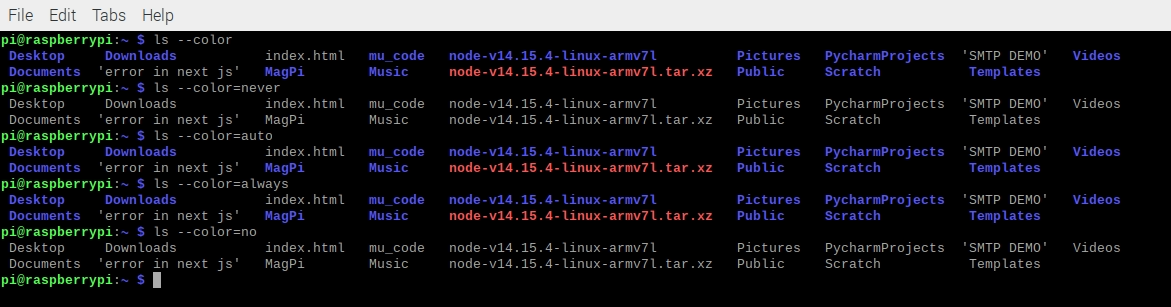 File Edit Tabs Help
pi@raspberrypi:~ $ ls --color
Desktop Downloads index.html mu_code node-v14.15.4-linux-armv7l Pictures PycharmProjects 'SMTP DEMO' Videos
Documents 'error in next js' MagPi Music node-v14.15.4-linux-armv7l.tar.xz Public Scratch Templates
pi@raspberrypi:~ $ ls --color=never
Desktop Downloads index.html mu_code node-v14.15.4-linux-armv7l Pictures PycharmProjects 'SMTP DEMO' Videos
Documents 'error in next js' MagPi Music node-v14.15.4-linux-armv7l.tar.xz Public Scratch Templates
pi@raspberrypi:~ $ ls --color=auto
Desktop Downloads index.html mu_code node-v14.15.4-linux-armv7l Pictures PycharmProjects 'SMTP DEMO' Videos
Documents 'error in next js' MagPi Music node-v14.15.4-linux-armv7l.tar.xz Public Scratch Templates
pi@raspberrypi:~ $ ls --color=always
Desktop Downloads index.html mu_code node-v14.15.4-linux-armv7l Pictures PycharmProjects 'SMTP DEMO' Videos
Documents 'error in next js' MagPi Music node-v14.15.4-linux-armv7l.tar.xz Public Scratch Templates
pi@raspberrypi:~ $ ls --color=no
Desktop Downloads index.html mu_code node-v14.15.4-linux-armv7l Pictures PycharmProjects 'SMTP DEMO' Videos
Documents 'error in next js' MagPi Music node-v14.15.4-linux-armv7l.tar.xz Public Scratch Templates
pi@raspberrypi:~ $